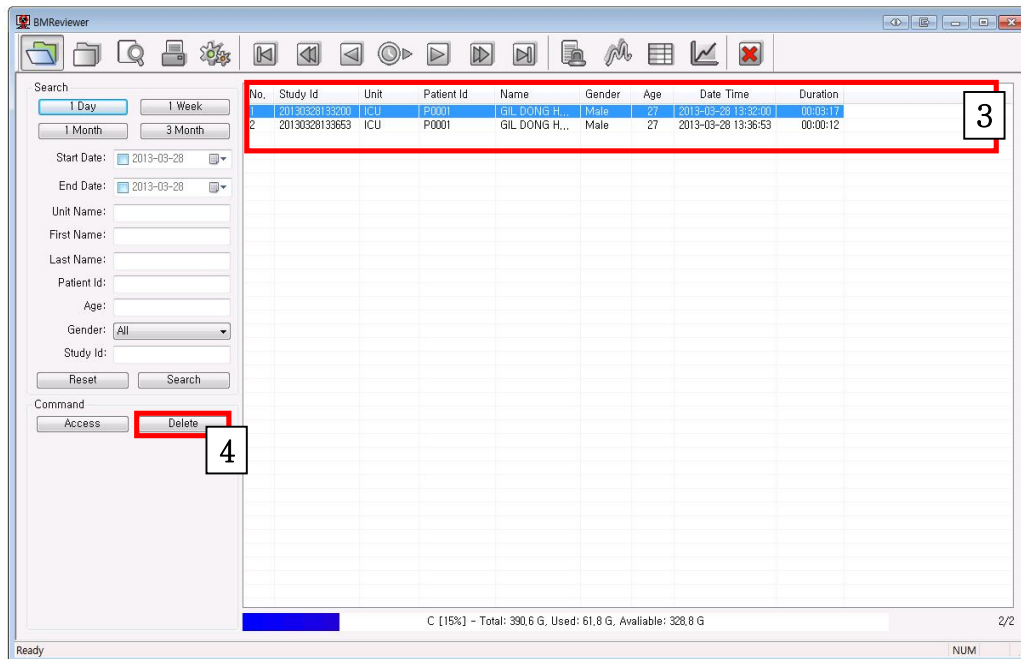 BMReviewer
Search
1 Day 1 Week
1 Month 3 Month
Start Date: 2013-03-28
End Date: 2013-03-28
Unit Name:
First Name:
Last Name:
Patient Id:
Age:
Gender: All
Study Id:
Reset Search
Command
Access Delete
4
No. Study Id Unit Patient Id Name Gender Age Date Time Duration
1 20130328133200 ICU P0001 GIL DONG H... Male 27 2013-03-28 13:32:00 00:03:17
2 20130328133653 ICU P0001 GIL DONG H... Male 27 2013-03-28 13:36:53 00:00:12
3
C [15%] - Total: 390,6 G, Used: 61,8 G, Avaliable: 328,8 G 2/2
Ready NUM